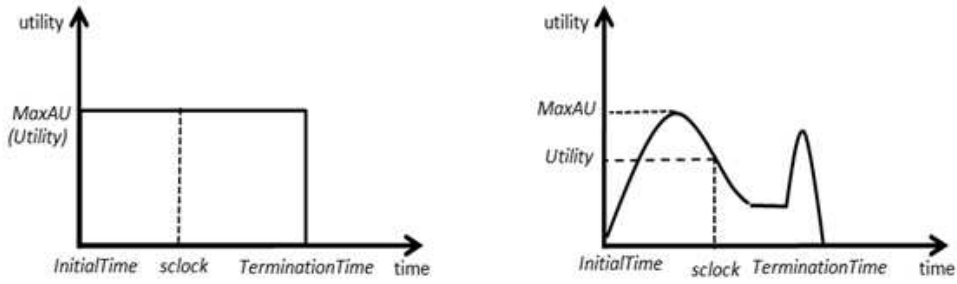 utility
MaxAU
(Utility)
InitialTime
sclock
TerminationTime
time
utility
MaxAU
Utility
InitialTime
sclock
TerminationTime
time